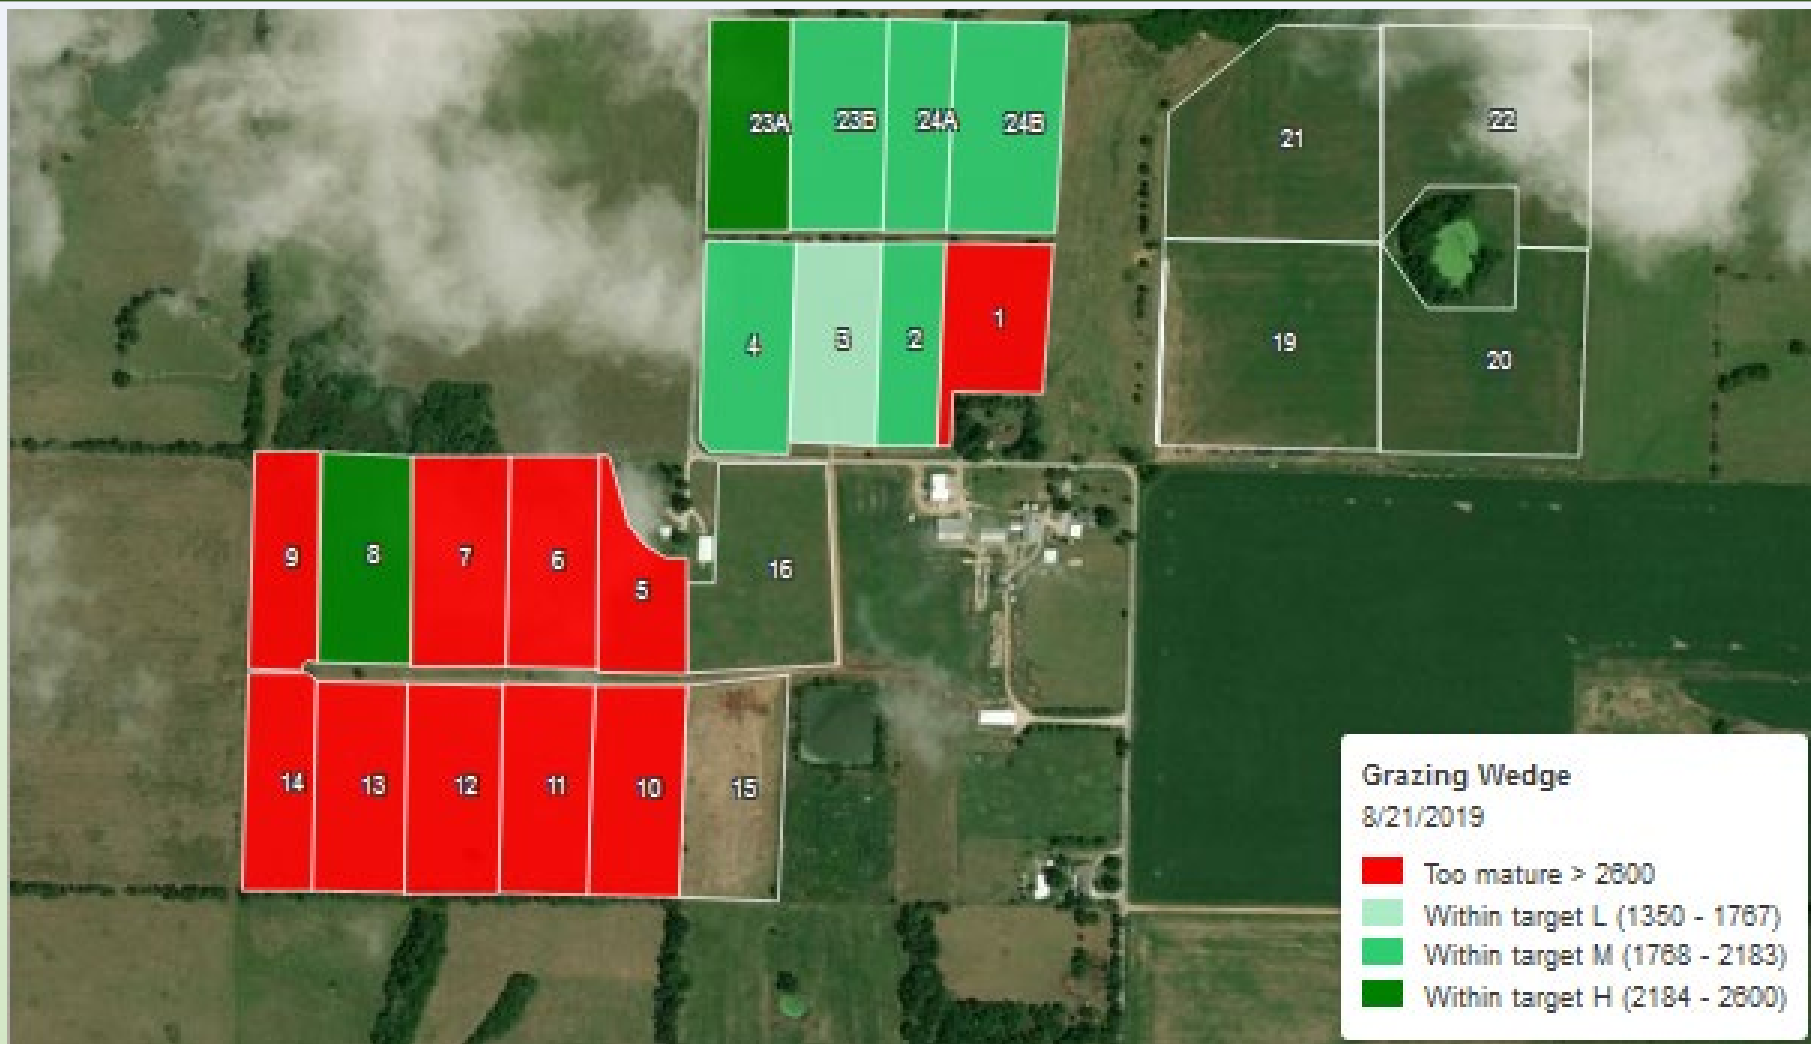 23A 23B 24A 24B
21 22
4 3 2 1
19 20
9 8 7 6 5 16
14 13 12 11 10 15
Grazing Wedge
8/21/2019
Too mature > 2600
Within target L (1350 - 1767)
Within target M (1768 - 2183)
Within target H (2184 - 2600)